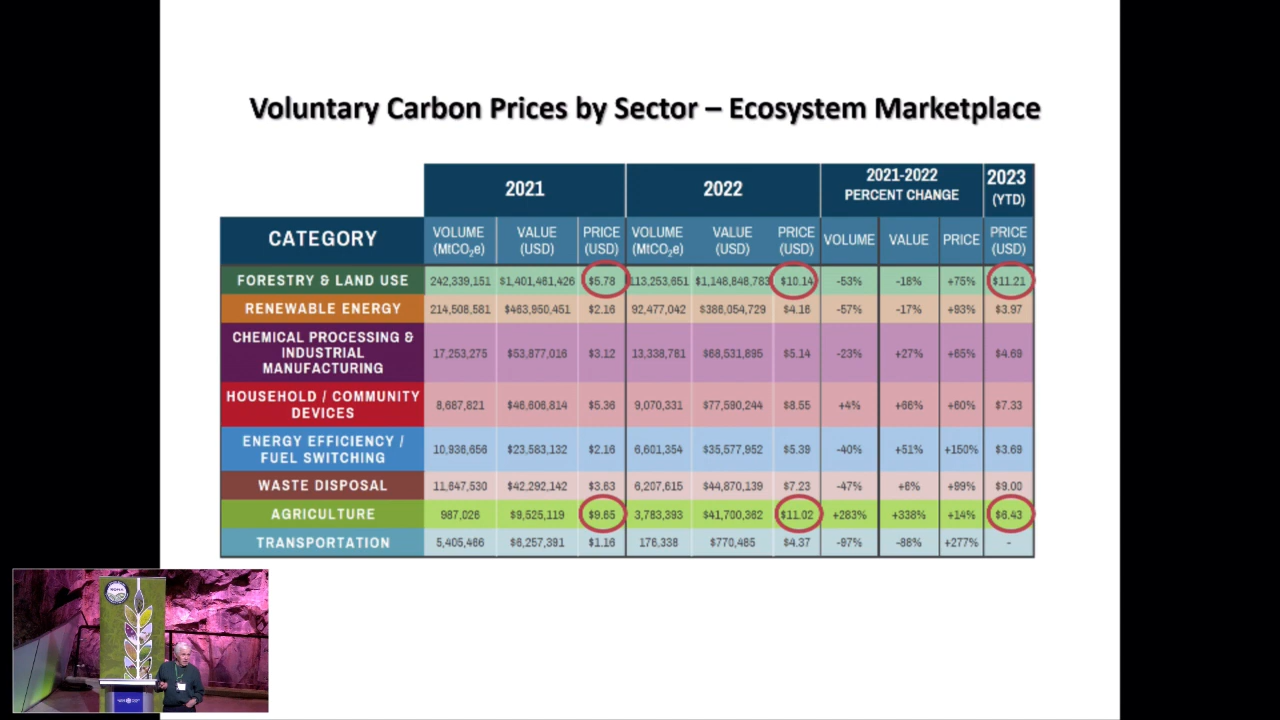 Voluntary Carbon Prices by Sector – Ecosystem Marketplace
2021 2022 2021-2022 PERCENT CHANGE 2023 (YTD)
CATEGORY VOLUME (MtCO₂e) VALUE (USD) PRICE (USD) VOLUME (MtCO₂e) VALUE (USD) PRICE (USD) VOLUME VALUE PRICE PRICE (USD)
FORESTRY & LAND USE 242,339,151 $1,401,461,426 $5.78 113,253,651 $1,148,848,783 $10.14 -53% -18% +75% $11.21
RENEWABLE ENERGY 214,508,581 $463,950,451 $2.16 92,477,042 $386,054,729 $4.16 -57% -17% +93% $3.97
CHEMICAL PROCESSING & INDUSTRIAL MANUFACTURING 17,253,275 $53,877,016 $3.12 13,338,781 $68,531,895 $5.14 -23% +27% +65% $4.69
HOUSEHOLD / COMMUNITY DEVICES 8,687,821 $46,606,814 $5.36 9,070,331 $77,590,244 $8.55 +4% +66% +60% $7.33
ENERGY EFFICIENCY / FUEL SWITCHING 10,936,656 $23,583,132 $2.16 6,601,354 $35,577,952 $5.39 -40% +51% +150% $3.69
WASTE DISPOSAL 11,647,530 $42,292,142 $3.63 6,207,615 $44,870,139 $7.23 -47% +6% +99% $9.00
AGRICULTURE 987,026 $9,525,119 $9.65 3,783,393 $41,700,362 $11.02 +283% +338% +14% $6.43
TRANSPORTATION 5,405,466 $6,257,391 $1.16 176,338 $770,485 $4.37 -97% -88% +277% -